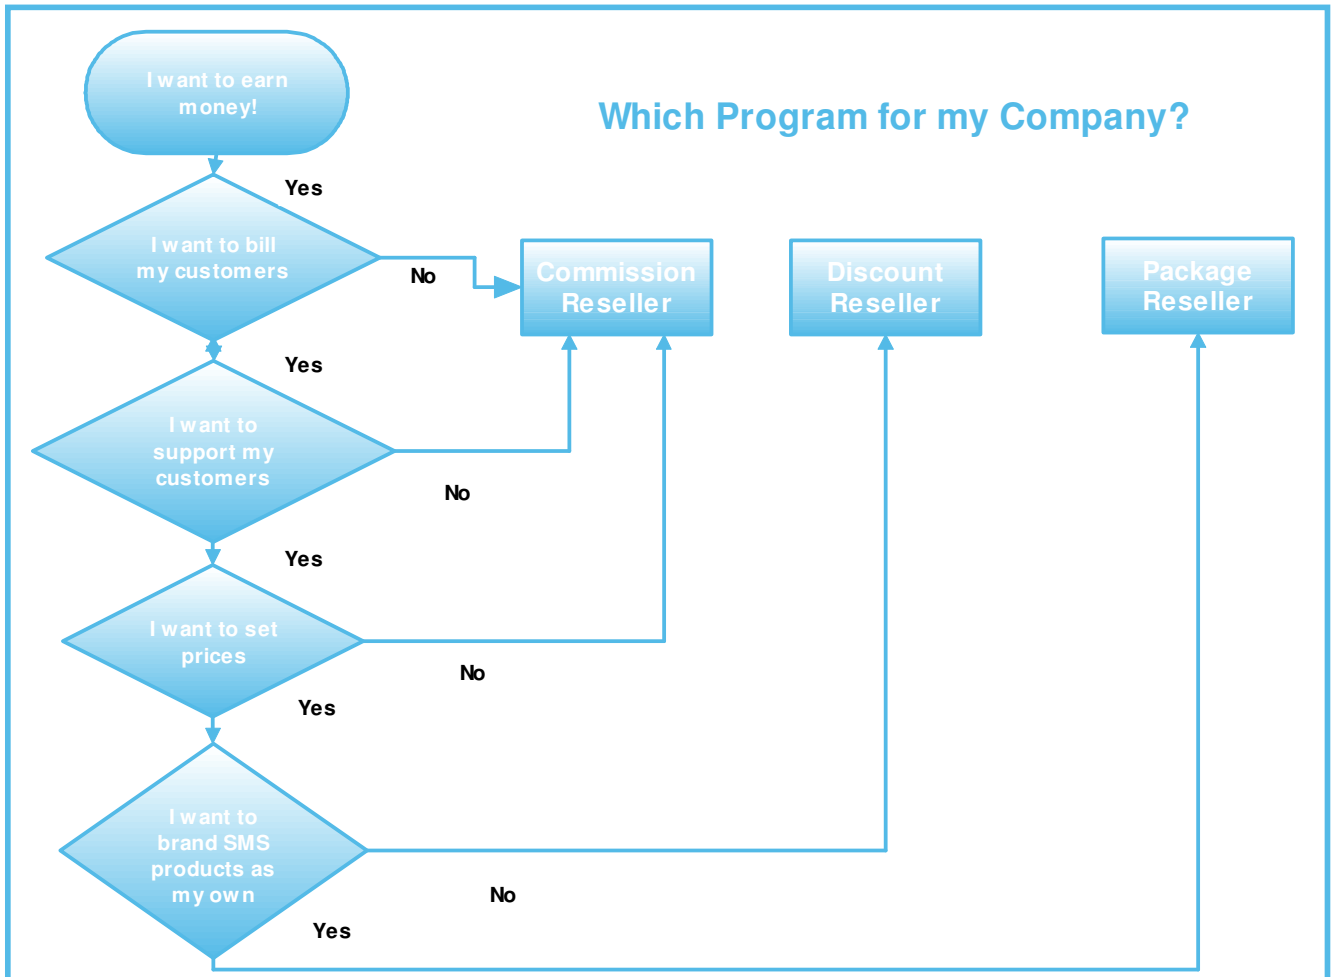 I want to earn
money!
Which Program for my Company?
Yes
I want to bill
my customers
No
Commission
Reseller
Discount
Reseller
Package
Reseller
Yes
I want to
support my
customers
No
Yes
I want to set
prices
No
Yes
I want to
brand SMS
products as
my own
No
Yes